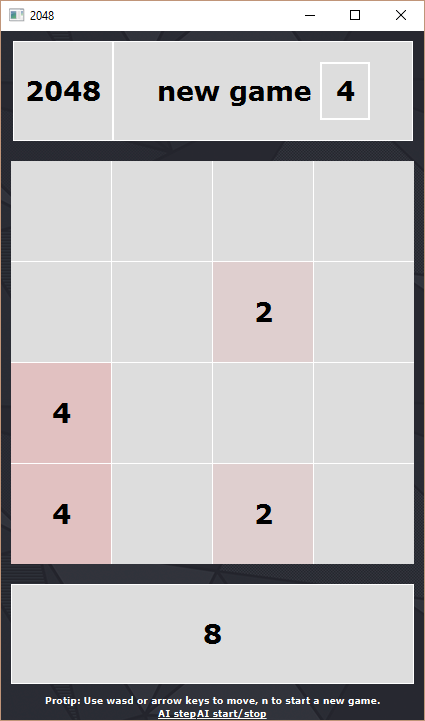 2048
2048 new game 4
2
4
4 2
8
Protip: Use wasd or arrow keys to move, n to start a new game.
AI stepAI start/stop